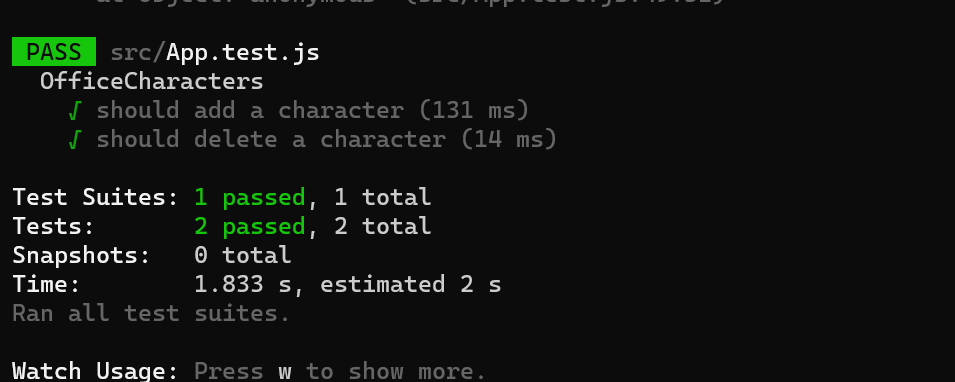 PASS src/App.test.js
OfficeCharacters
√ should add a character (131 ms)
√ should delete a character (14 ms)
Test Suites: 1 passed, 1 total
Tests: 2 passed, 2 total
Snapshots: 0 total
Time: 1.833 s, estimated 2 s
Ran all test suites.
Watch Usage: Press w to show more.